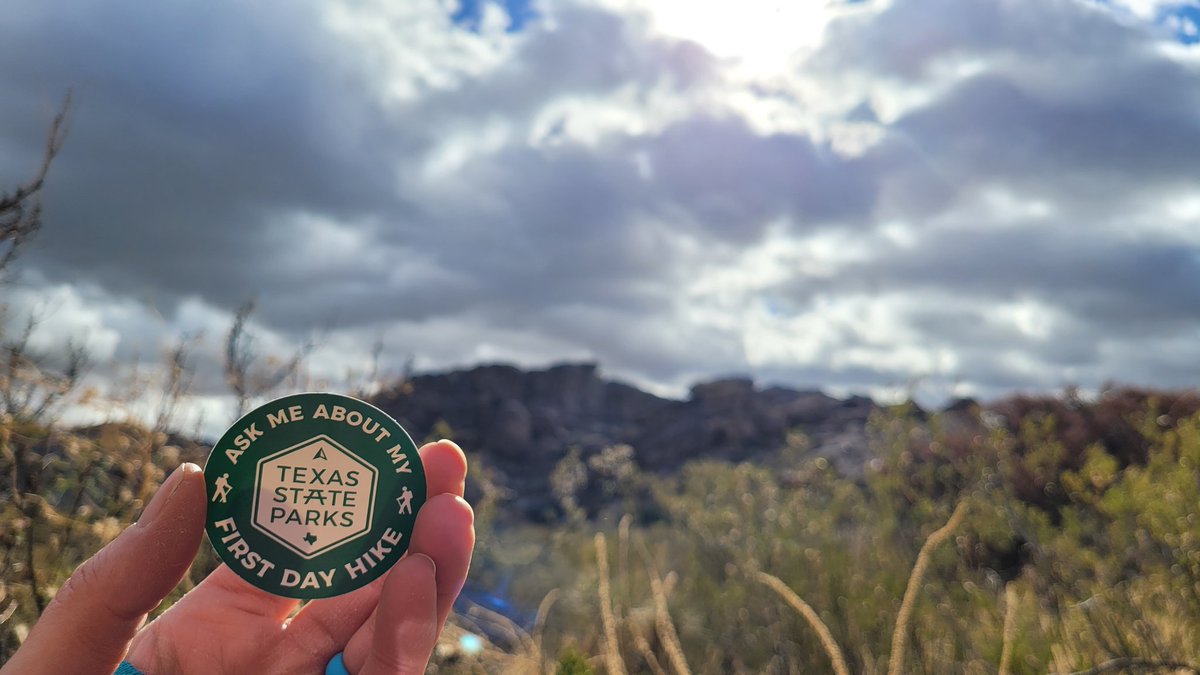 ASK ME ABOUT MY
TEXAS
STATE
PARKS
FIRST DAY HIKE